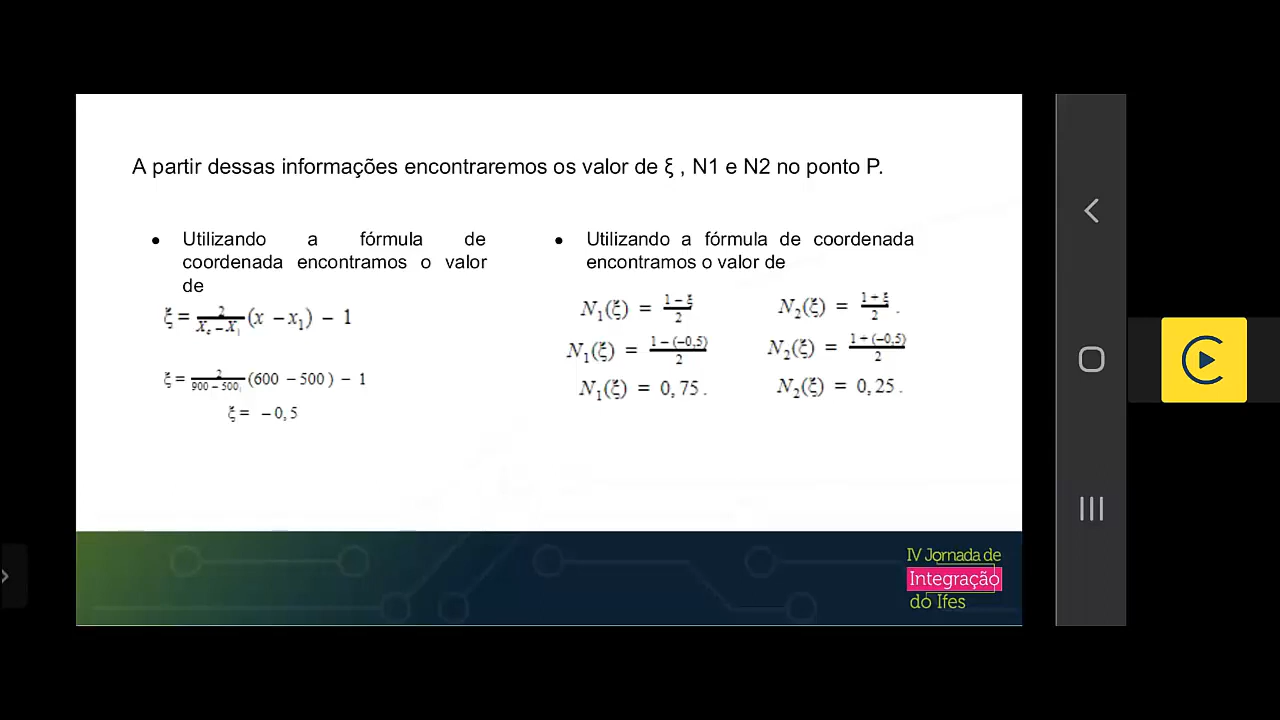 A partir dessas informações encontraremos os valor de ξ , N1 e N2 no ponto P.
● Utilizando a fórmula de
coordenada encontramos o valor
de
ξ = 2/(X₂ − X₁) (x − x₁) − 1
ξ = 2/(900 − 500) (600 − 500 ) − 1
ξ = − 0, 5
● Utilizando a fórmula de coordenada
encontramos o valor de
N₁(ξ) = (1 − ξ)/2
N₁(ξ) = (1 − (−0,5))/2
N₁(ξ) = 0, 75 .
N₂(ξ) = (1 + ξ)/2 .
N₂(ξ) = (1 + (−0,5))/2
N₂(ξ) = 0, 25 .
IV Jornada de
Integração
do Ifes